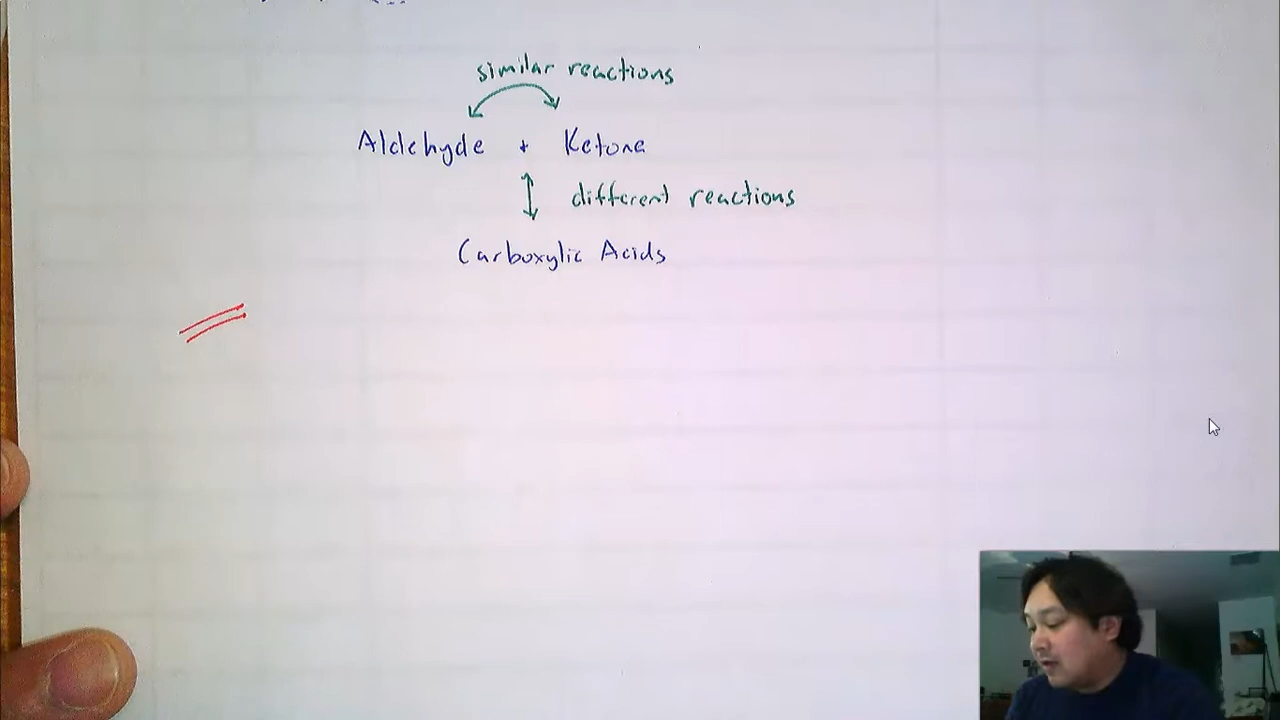 similar reactions
Aldehyde + Ketone
different reactions
Carboxylic Acids